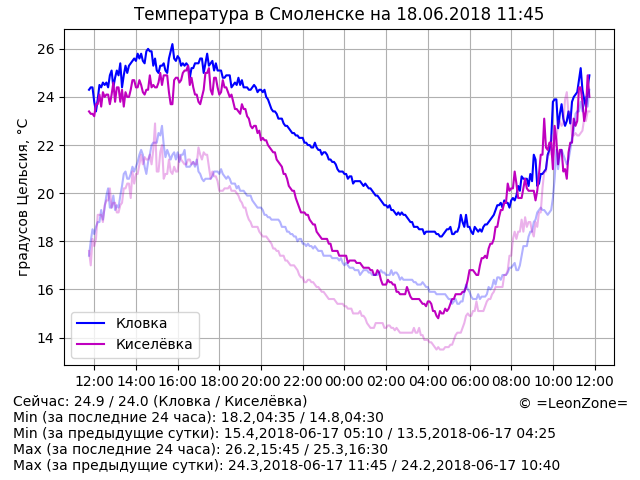 Температура в Смоленске на 18.06.2018 11:45
градусов Цельсия, °C
26
24
22
20
18
16
14
Кловка
Киселёвка
12:00 14:00 16:00 18:00 20:00 22:00 00:00 02:00 04:00 06:00 08:00 10:00 12:00
Сейчас: 24.9 / 24.0 (Кловка / Киселёвка)
© =LeonZone=
Min (за последние 24 часа): 18.2,04:35 / 14.8,04:30
Min (за предыдущие сутки): 15.4,2018-06-17 05:10 / 13.5,2018-06-17 04:25
Max (за последние 24 часа): 26.2,15:45 / 25.3,16:30
Max (за предыдущие сутки): 24.3,2018-06-17 11:45 / 24.2,2018-06-17 10:40